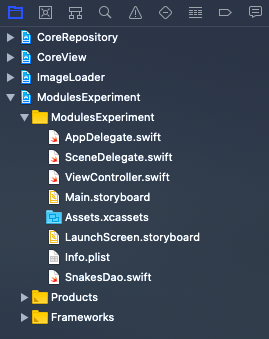 CoreRepository
CoreView
ImageLoader
ModulesExperiment
ModulesExperiment
AppDelegate.swift
SceneDelegate.swift
ViewController.swift
Main.storyboard
Assets.xcassets
LaunchScreen.storyboard
Info.plist
SnakesDao.swift
Products
Frameworks